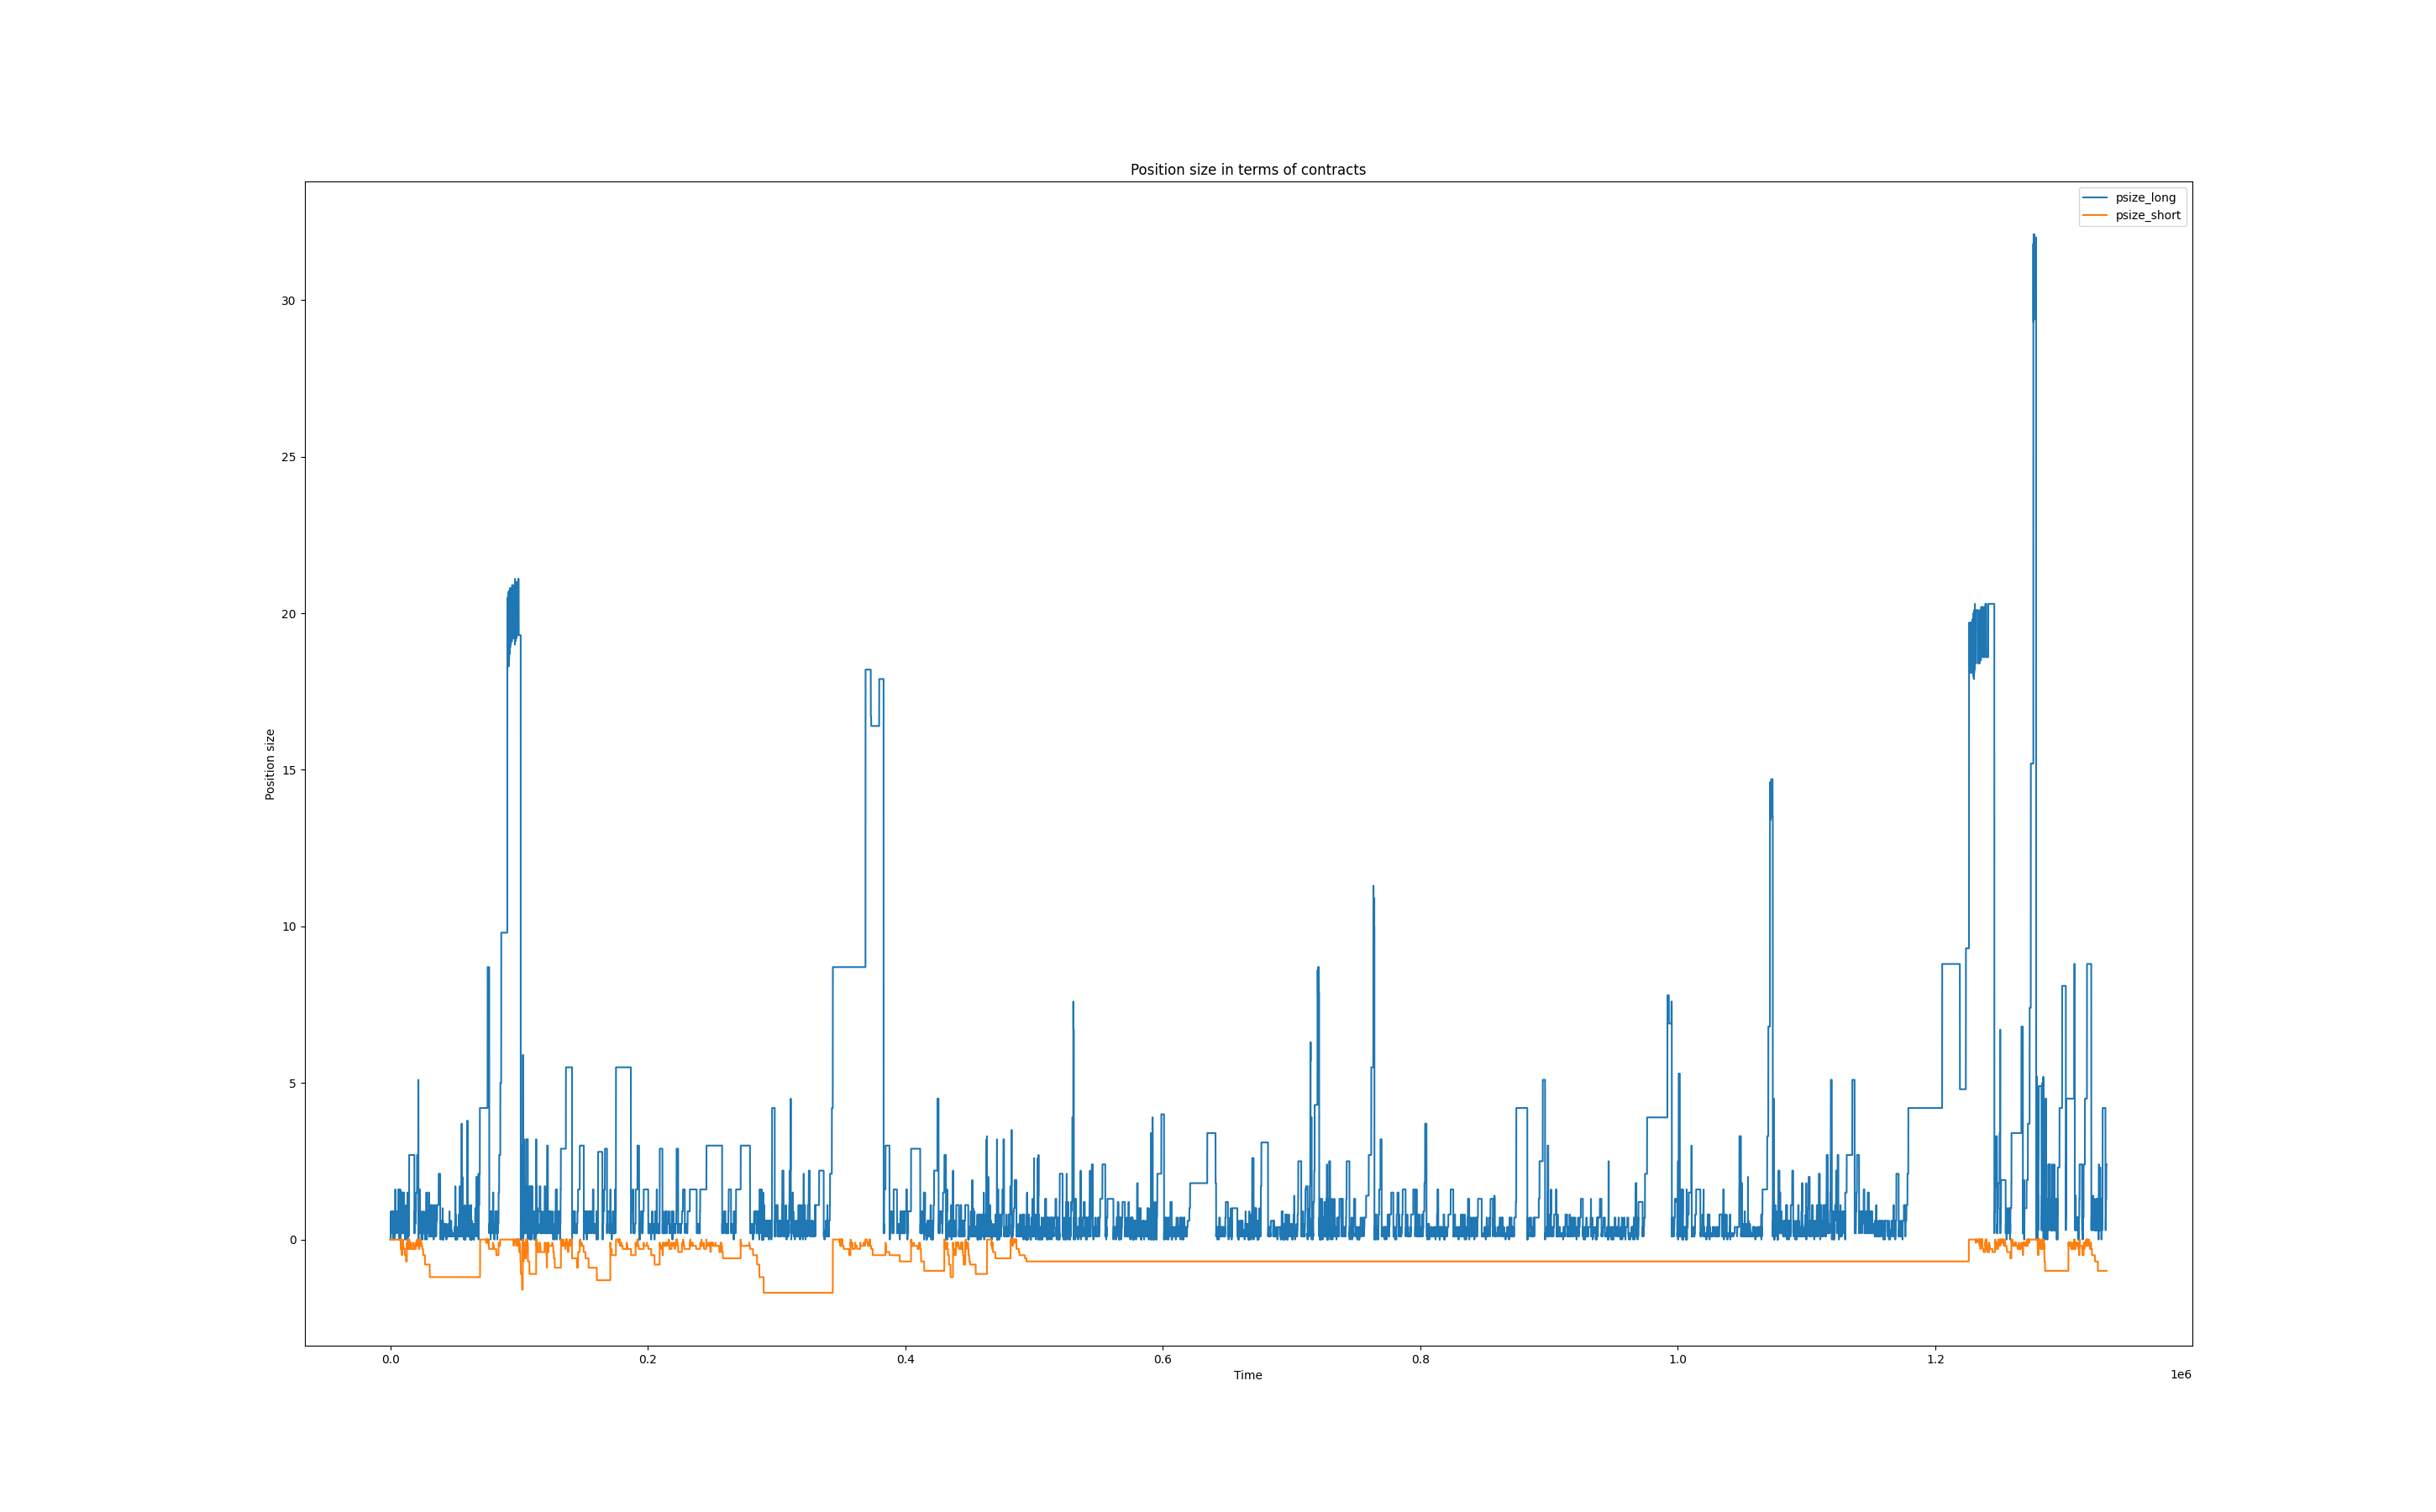 Position size in terms of contracts
psize_long
psize_short
30
25
20
15
10
5
0
Position size
0.0 0.2 0.4 0.6 0.8 1.0 1.2
Time
1e6